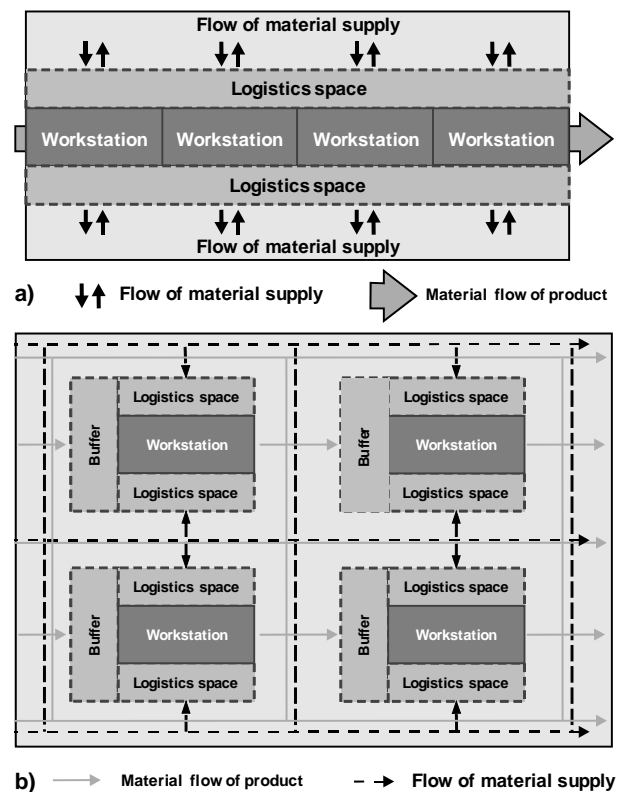 Flow of material supply
Logistics space
Workstation Workstation Workstation Workstation
Logistics space
Flow of material supply
a) Flow of material supply Material flow of product
Logistics space Logistics space
Buffer Workstation Buffer Workstation
Logistics space Logistics space
Logistics space Logistics space
Buffer Workstation Buffer Workstation
Logistics space Logistics space
b) Material flow of product Flow of material supply